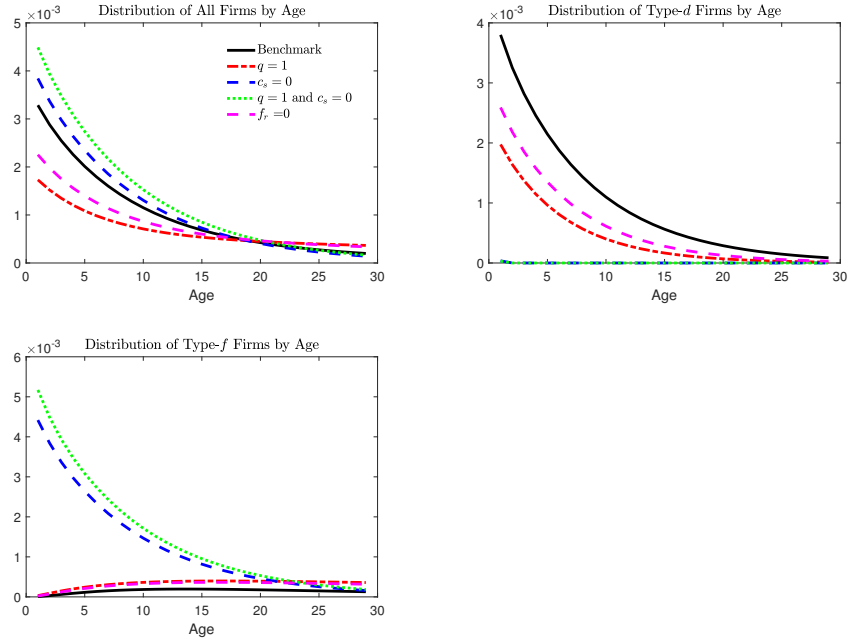 Distribution of All Firms by Age
×10⁻³
5
4
3
2
1
0
0 5 10 15 20 25 30
Age
Benchmark
q = 1
c_s = 0
q = 1 and c_s = 0
f_r =0
Distribution of Type-d Firms by Age
×10⁻³
4
3
2
1
0
0 5 10 15 20 25 30
Age
Distribution of Type-f Firms by Age
×10⁻³
6
5
4
3
2
1
0
0 5 10 15 20 25 30
Age